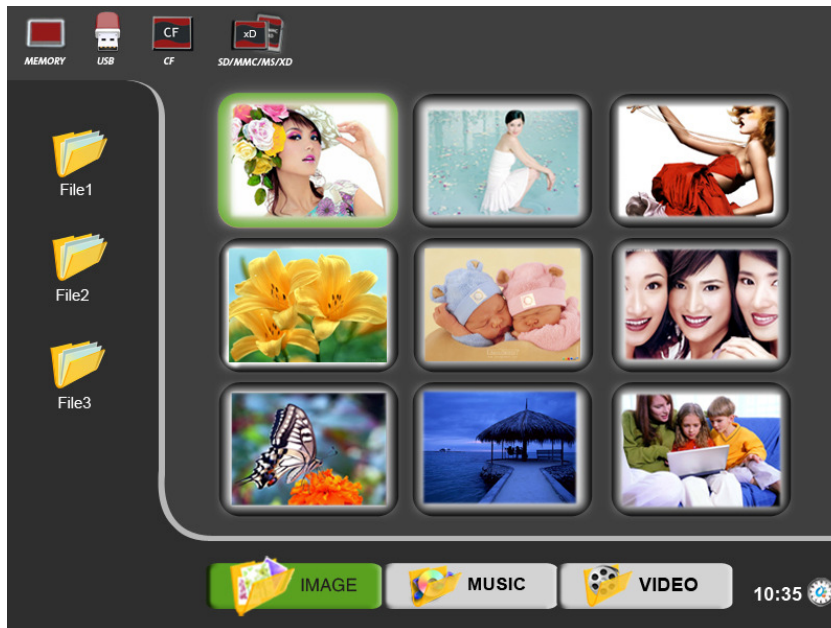 CF
xD
MEMORY
USB
CF
SD/MMC/MS/XD
File1
File2
File3
IMAGE
MUSIC
VIDEO
10:35